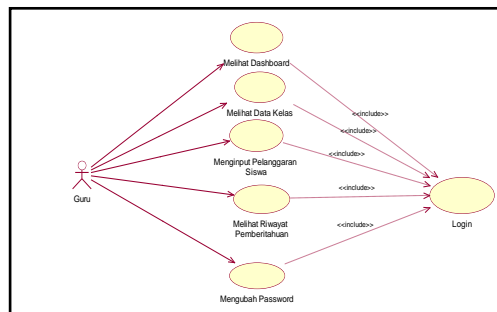 Melihat Dashboard
<<include>>
Melihat Data Kelas
<<include>>
Menginput Pelanggaran
Siswa
<<include>>
Guru
<<include>>
Melihat Riwayat
Pemberitahuan
<<include>>
Login
Mengubah Password